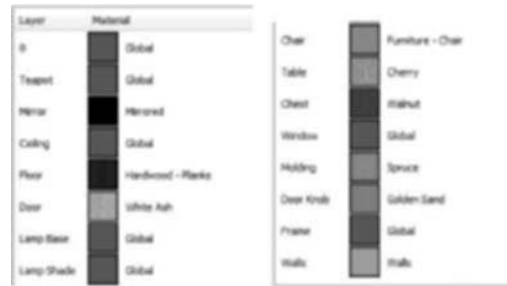 Layer Material
0 Global
Teapot Global
Mirror Mirrored
Ceiling Global
Floor Hardwood - Planks
Door White Ash
Lamp Base Global
Lamp Shade Global
Chair Furniture - Chair
Table Cherry
Chest Walnut
Window Global
Molding Spruce
Door Knob Golden Sand
Frame Global
Walls Walls